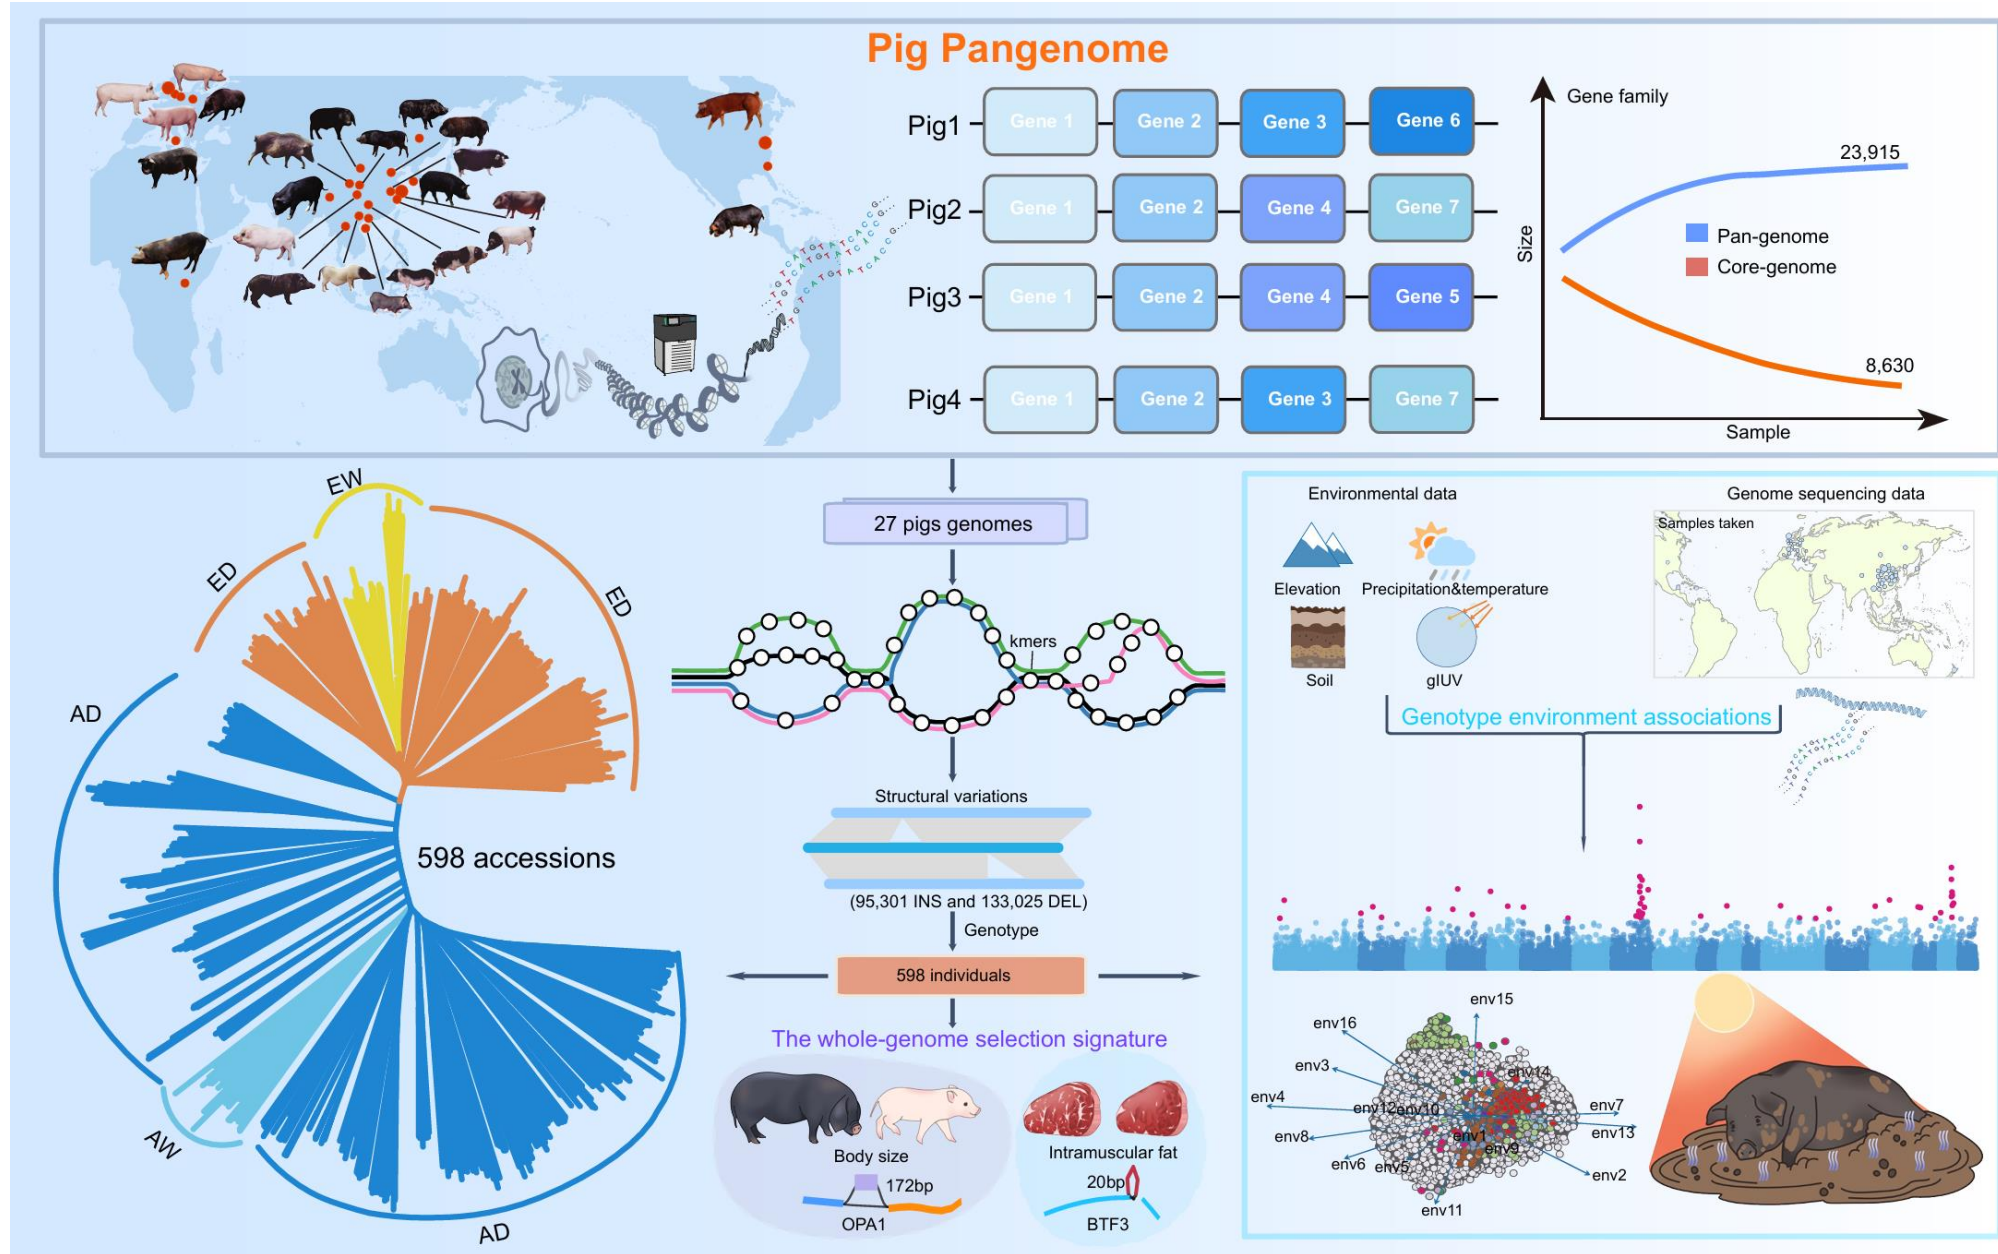 Pig Pangenome
Pig1
Gene 1
Gene 2
Gene 3
Gene 6
Pig2
Gene 1
Gene 2
Gene 4
Gene 7
Pig3
Gene 1
Gene 2
Gene 4
Gene 5
Pig4
Gene 1
Gene 2
Gene 3
Gene 7
Gene family
23,915
Size
Pan-genome
Core-genome
8,630
Sample
EW
ED
ED
AD
598 accessions
AW
AD
27 pigs genomes
kmers
Structural variations
(95,301 INS and 133,025 DEL)
Genotype
598 individuals
The whole-genome selection signature
Body size
172bp
OPA1
Intramuscular fat
20bp
BTF3
Environmental data
Genome sequencing data
Samples taken
Elevation
Precipitation&temperature
Soil
glUV
Genotype environment associations
env15
env16
env3
env14
env4
env12
env10
env7
env8
env1
env13
env6
env5
env9
env2
env11